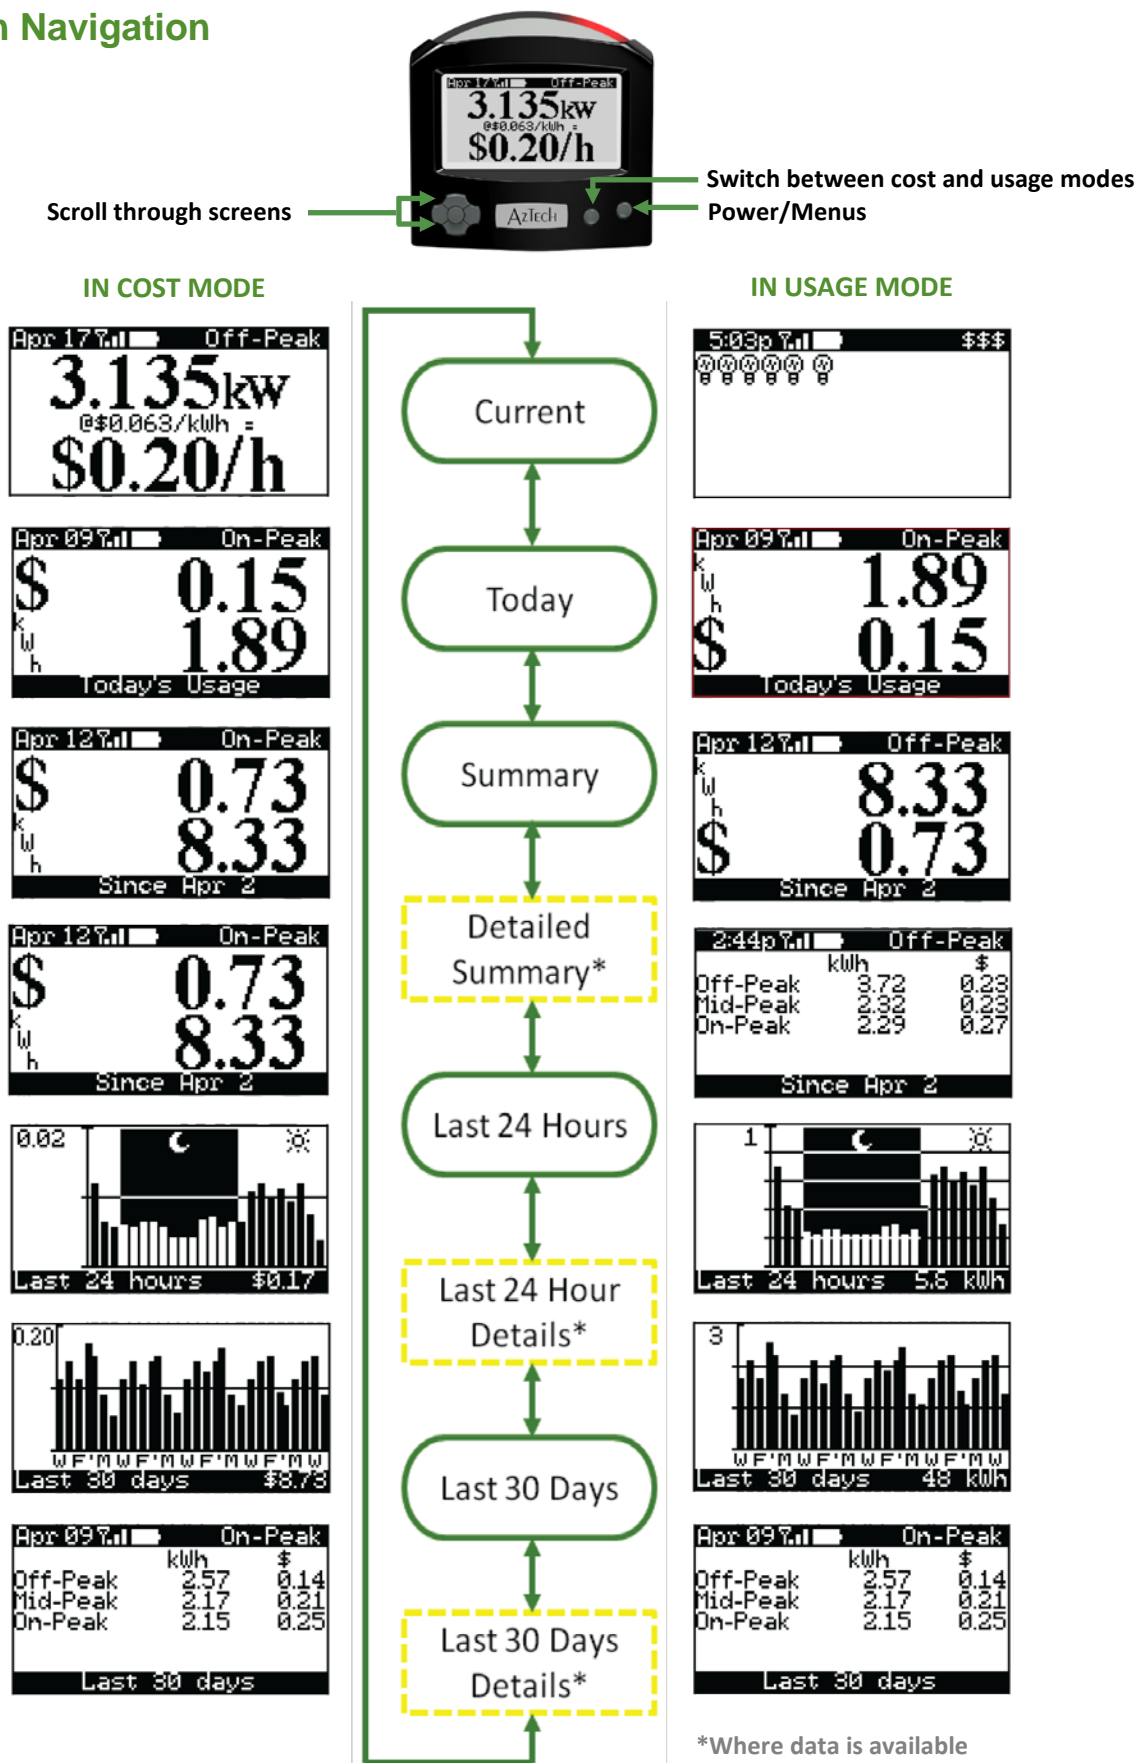 n Navigation
Apr 17 Off-Peak
3.135kw
@$0.063/kWh =
$0.20/h
Switch between cost and usage modes
Scroll through screens
Power/Menus
AzTech
IN COST MODE
IN USAGE MODE
Apr 17 Off-Peak
3.135kw
@$0.063/kWh =
$0.20/h
Current
5:03p $$$
Apr 09 On-Peak
$ 0.15
kWh 1.89
Today's Usage
Today
Apr 09 On-Peak
kWh 1.89
$ 0.15
Today's Usage
Apr 12 On-Peak
$ 0.73
kWh 8.33
Since Apr 2
Summary
Apr 12 Off-Peak
kWh 8.33
$ 0.73
Since Apr 2
Apr 12 On-Peak
$ 0.73
kWh 8.33
Since Apr 2
Detailed
Summary*
2:44p Off-Peak
kWh $
Off-Peak 3.72 0.23
Mid-Peak 2.32 0.23
On-Peak 2.29 0.27
Since Apr 2
0.02
Last 24 hours $0.17
Last 24 Hours
1
Last 24 hours 5.6 kWh
Last 24 Hour
Details*
0.20
W F ' M W F ' M W F ' M W F ' M W
Last 30 days $8.73
Last 30 Days
3
W F ' M W F ' M W F ' M W F ' M W
Last 30 days 48 kWh
Apr 09 On-Peak
kWh $
Off-Peak 2.57 0.14
Mid-Peak 2.17 0.21
On-Peak 2.15 0.25
Last 30 days
Last 30 Days
Details*
Apr 09 On-Peak
kWh $
Off-Peak 2.57 0.14
Mid-Peak 2.17 0.21
On-Peak 2.15 0.25
Last 30 days
*Where data is available